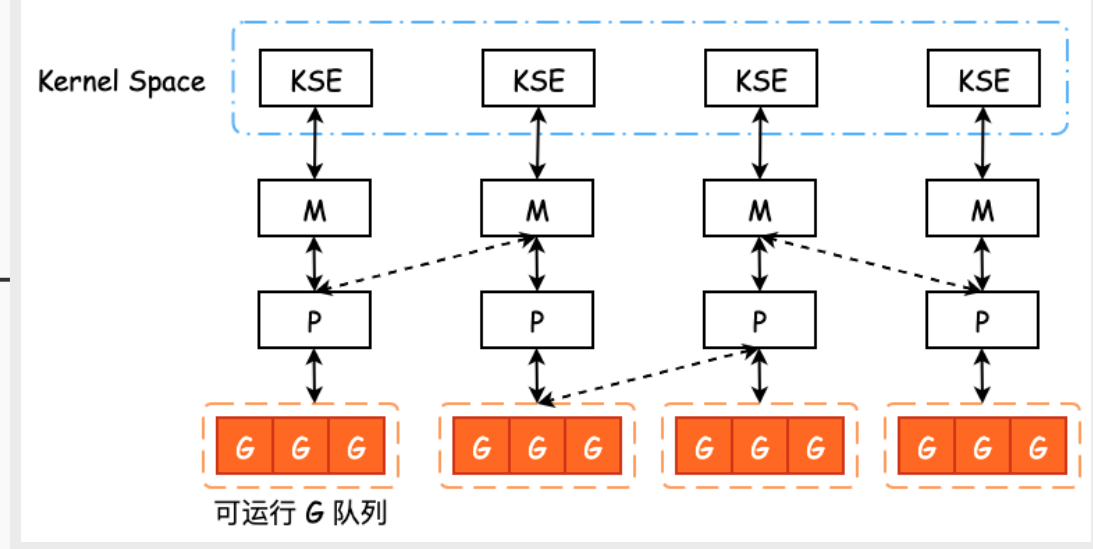 Kernel Space KSE KSE KSE KSE
M M M M
P P P P
G G G G G G G G G G G G
可运行 G 队列